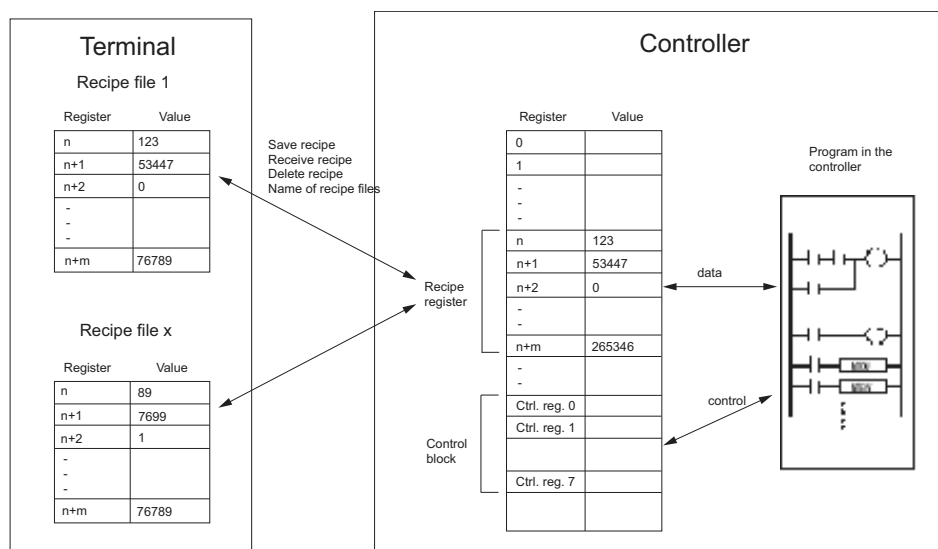 Terminal
Recipe file 1
Register Value
n 123
n+1 53447
n+2 0
-
-
-
n+m 76789
Recipe file x
Register Value
n 89
n+1 7699
n+2 1
-
-
-
n+m 76789
Save recipe
Receive recipe
Delete recipe
Name of recipe files
Recipe
register
Controller
Register Value
0
1
-
-
-
n 123
n+1 53447
n+2 0
-
-
n+m 265346
-
-
Ctrl. reg. 0
Ctrl. reg. 1
Ctrl. reg. 7
Control
block
data
control
Program in the
controller